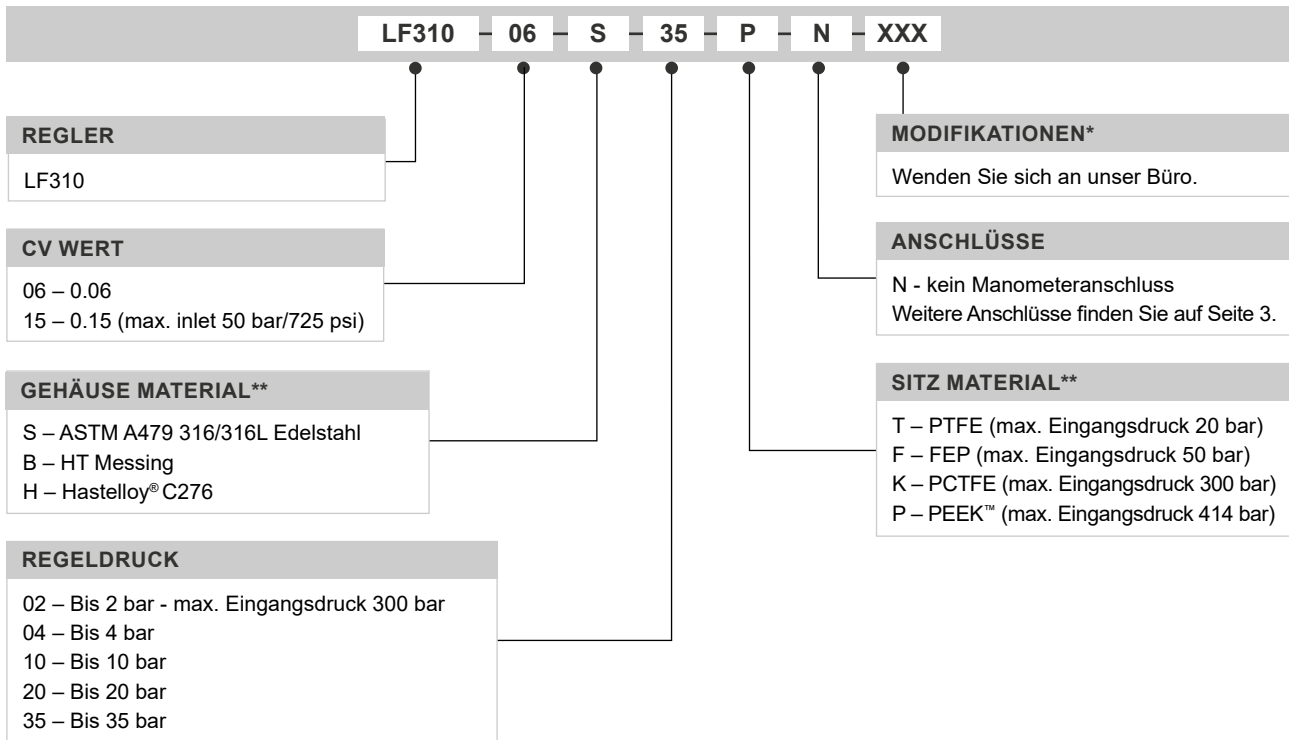 LF310 – 06 – S – 35 – P – N – XXX
REGLER
LF310
CV WERT
06 – 0.06
15 – 0.15 (max. inlet 50 bar/725 psi)
GEHÄUSE MATERIAL**
S – ASTM A479 316/316L Edelstahl
B – HT Messing
H – Hastelloy® C276
REGELDRUCK
02 – Bis 2 bar - max. Eingangsdruck 300 bar
04 – Bis 4 bar
10 – Bis 10 bar
20 – Bis 20 bar
35 – Bis 35 bar
MODIFIKATIONEN*
Wenden Sie sich an unser Büro.
ANSCHLÜSSE
N - kein Manometeranschluss
Weitere Anschlüsse finden Sie auf Seite 3.
SITZ MATERIAL**
T – PTFE (max. Eingangsdruck 20 bar)
F – FEP (max. Eingangsdruck 50 bar)
K – PCTFE (max. Eingangsdruck 300 bar)
P – PEEK™ (max. Eingangsdruck 414 bar)